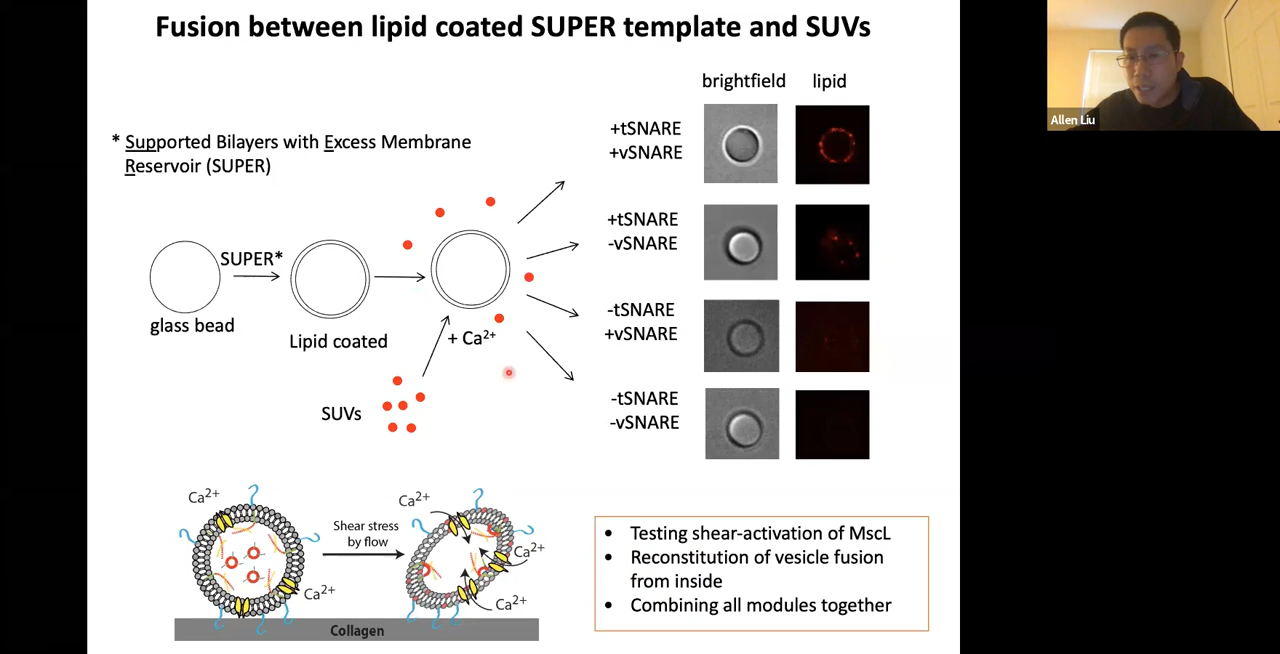 Fusion between lipid coated SUPER template and SUVs
Allen Liu
brightfield
lipid
* Supported Bilayers with Excess Membrane
Reservoir (SUPER)
SUPER*
glass bead
Lipid coated
+ Ca²⁺
SUVs
+tSNARE
+vSNARE
+tSNARE
-vSNARE
-tSNARE
+vSNARE
-tSNARE
-vSNARE
Ca²⁺
Ca²⁺
Shear stress
by flow
Ca²⁺
Ca²⁺
Ca²⁺
Collagen
• Testing shear-activation of MscL
• Reconstitution of vesicle fusion
from inside
• Combining all modules together